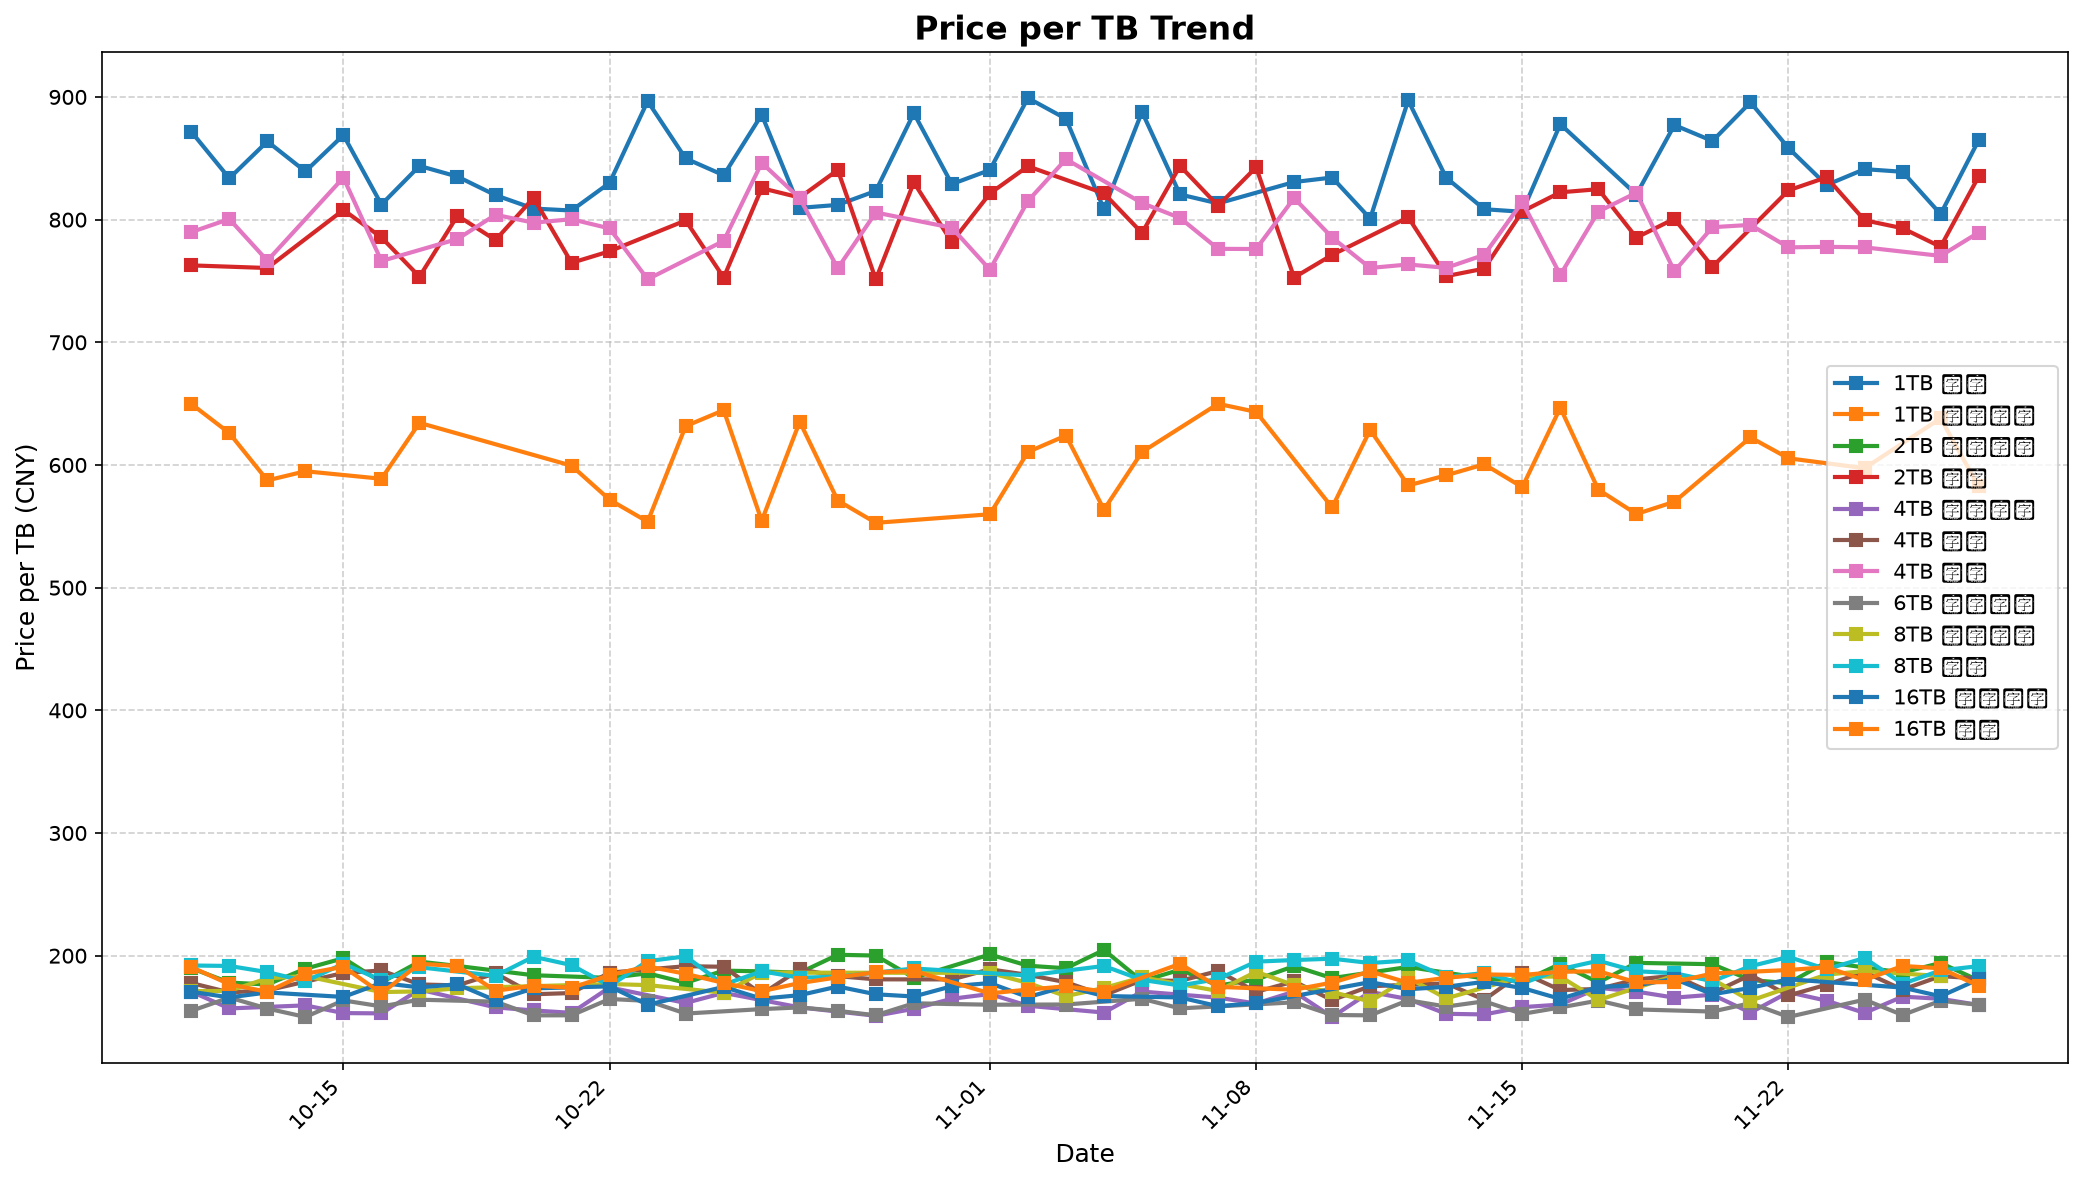 Price per TB Trend
Price per TB (CNY)
900
800
700
600
500
400
300
200
10-15
10-22
11-01
11-08
11-15
11-22
Date
1TB
1TB
2TB
2TB
4TB
4TB
4TB
6TB
8TB
8TB
16TB
16TB